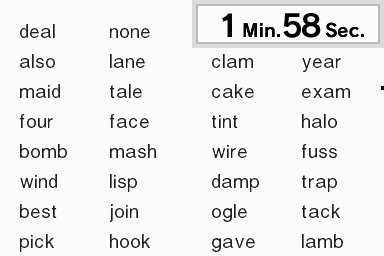 1 Min. 58 Sec.
deal none
also lane clam year
maid tale cake exam
four face tint halo
bomb mash wire fuss
wind lisp damp trap
best join ogle tack
pick hook gave lamb